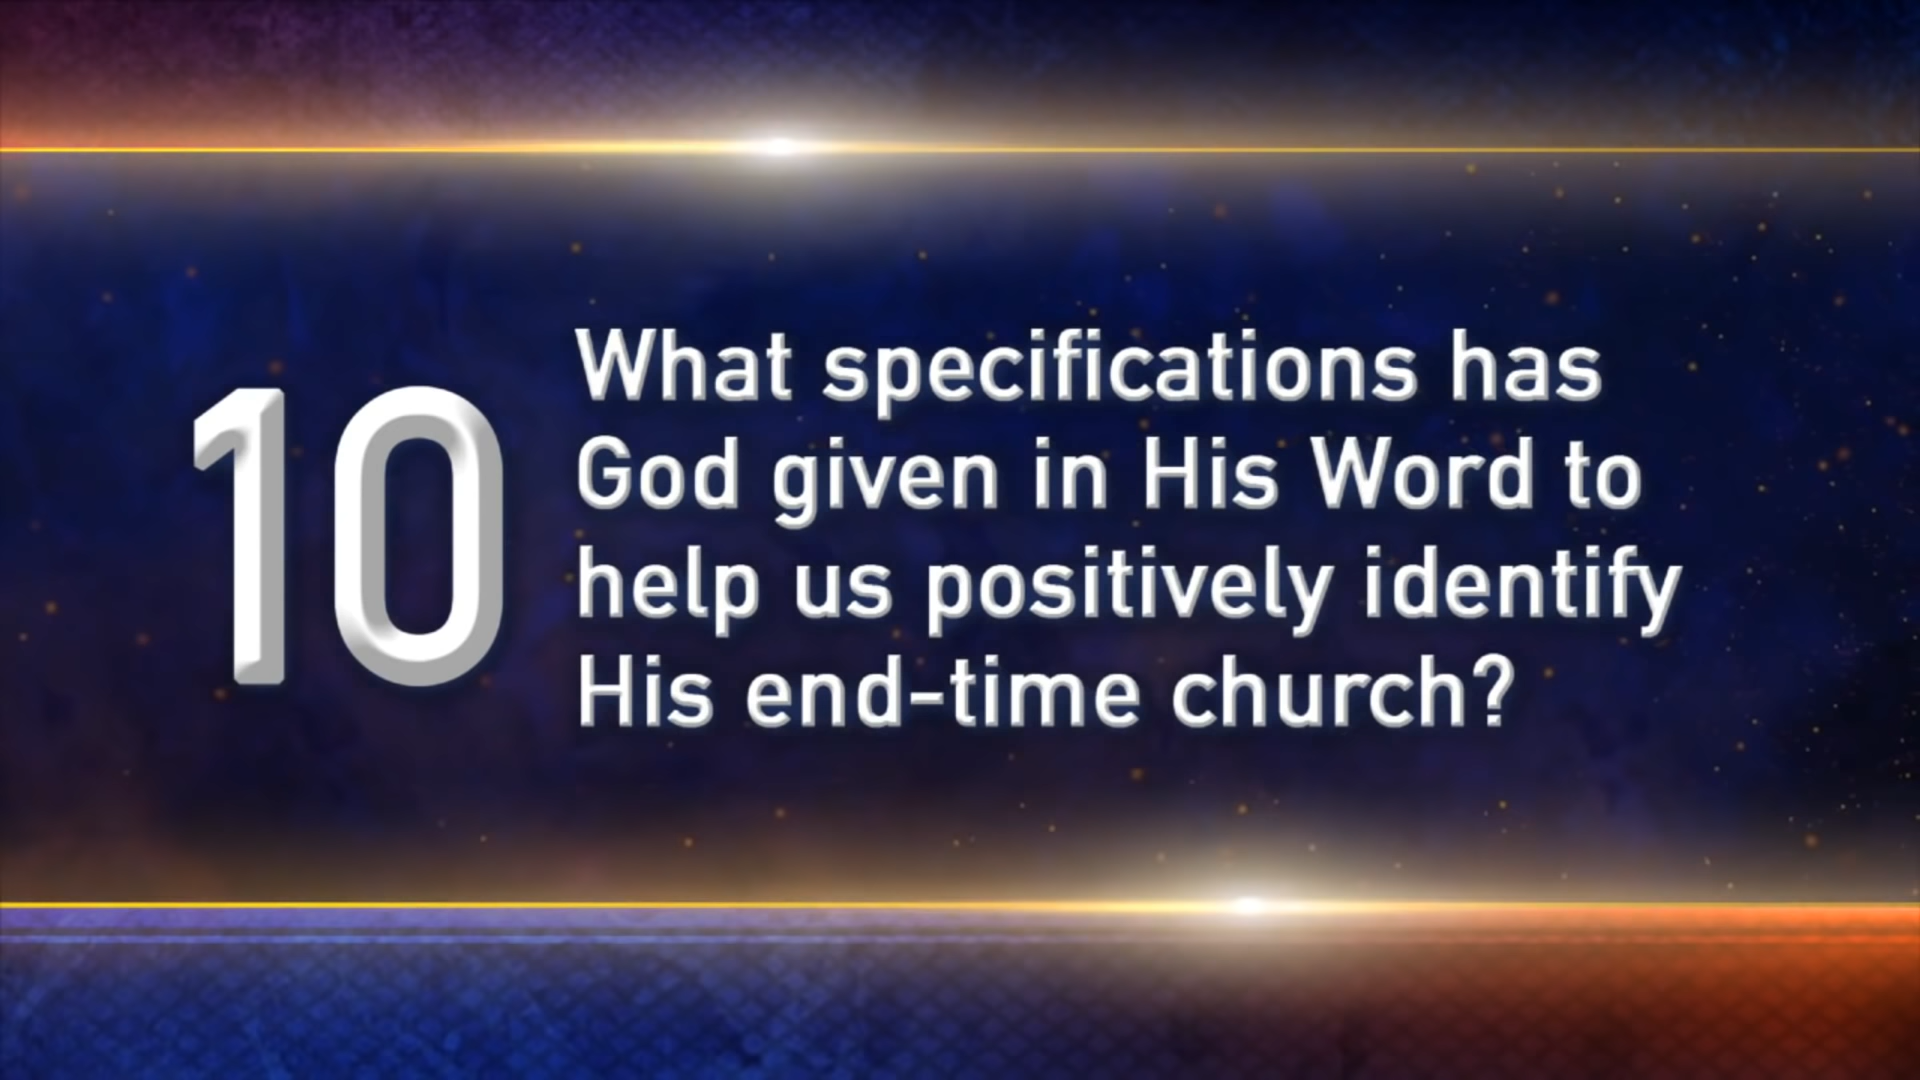 10
What specifications has
God given in His Word to
help us positively identify
His end-time church?